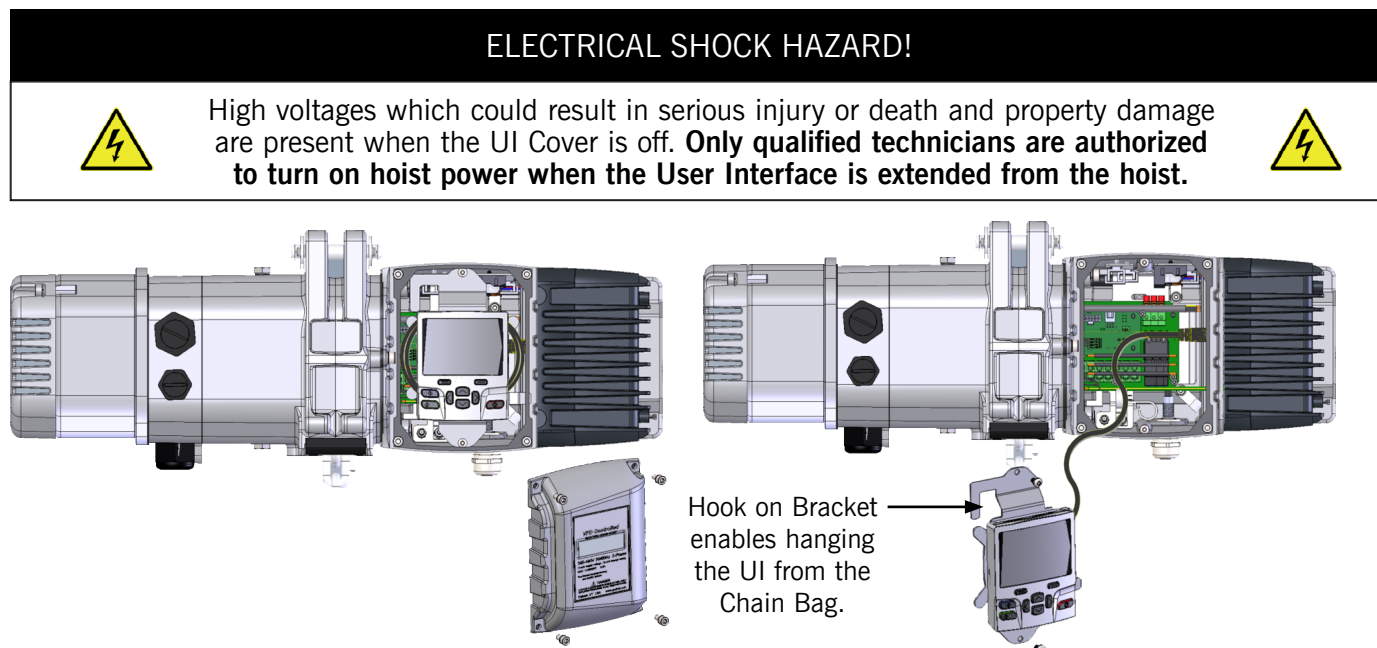 ELECTRICAL SHOCK HAZARD!
High voltages which could result in serious injury or death and property damage
are present when the UI Cover is off. Only qualified technicians are authorized
to turn on hoist power when the User Interface is extended from the hoist.
Hook on Bracket
enables hanging
the UI from the
Chain Bag.
VFD Controlled